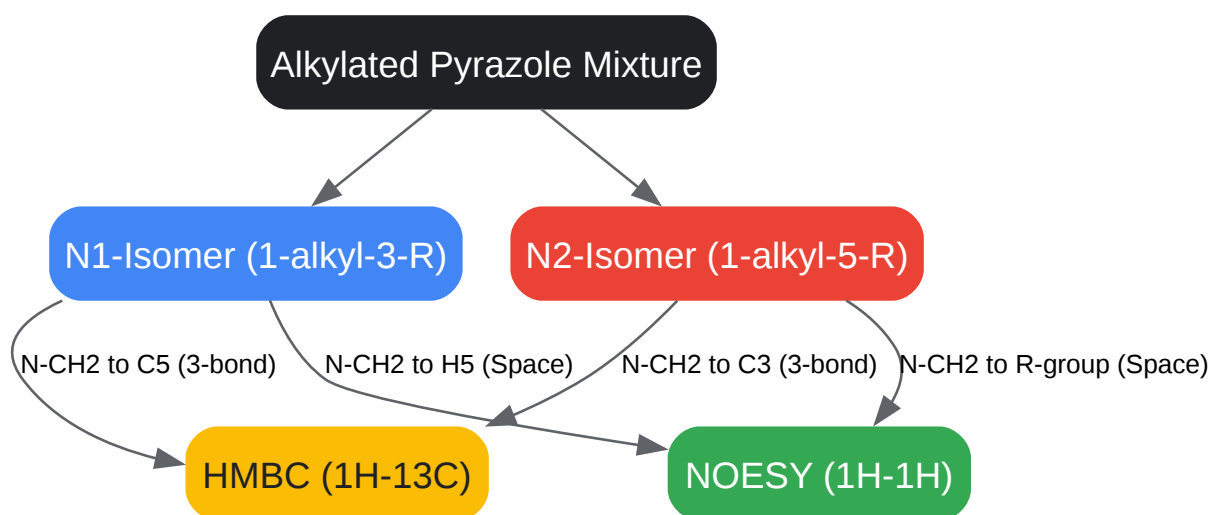 Alkylated Pyrazole Mixture
N1-Isomer (1-alkyl-3-R)
N2-Isomer (1-alkyl-5-R)
N-CH2 to C5 (3-bond)
N-CH2 to H5 (Space)
N-CH2 to C3 (3-bond)
N-CH2 to R-group (Space)
HMBC (1H-13C)
NOESY (1H-1H)